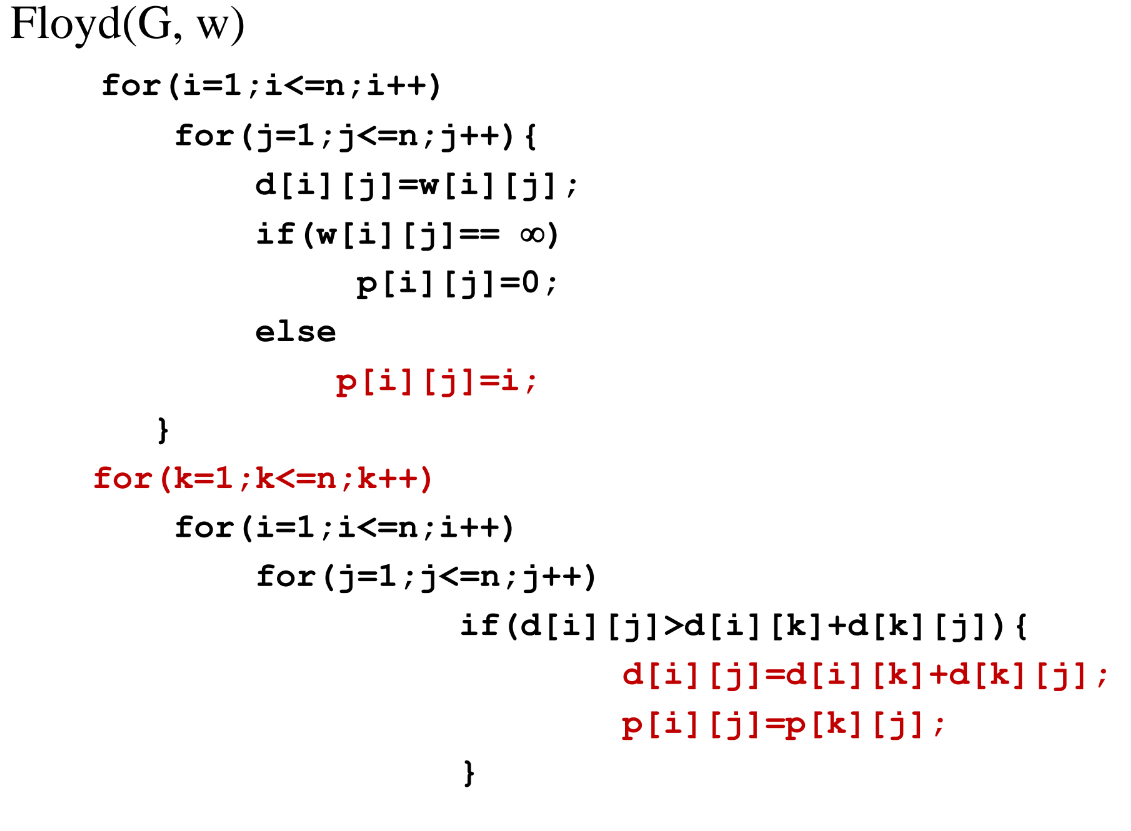 Floyd(G, w)
for(i=1;i<=n;i++)
for(j=1;j<=n;j++){
d[i][j]=w[i][j];
if(w[i][j]== ∞)
p[i][j]=0;
else
p[i][j]=i;
}
for(k=1;k<=n;k++)
for(i=1;i<=n;i++)
for(j=1;j<=n;j++)
if(d[i][j]>d[i][k]+d[k][j]){
d[i][j]=d[i][k]+d[k][j];
p[i][j]=p[k][j];
}